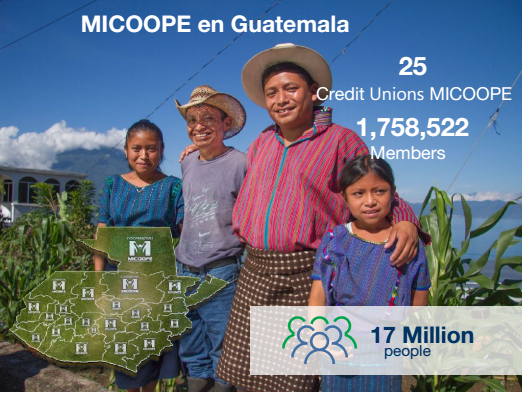 MICOOPE en Guatemala
25
Credit Unions MICOOPE
1,758,522
Members
MICOOPE
17 Million
people